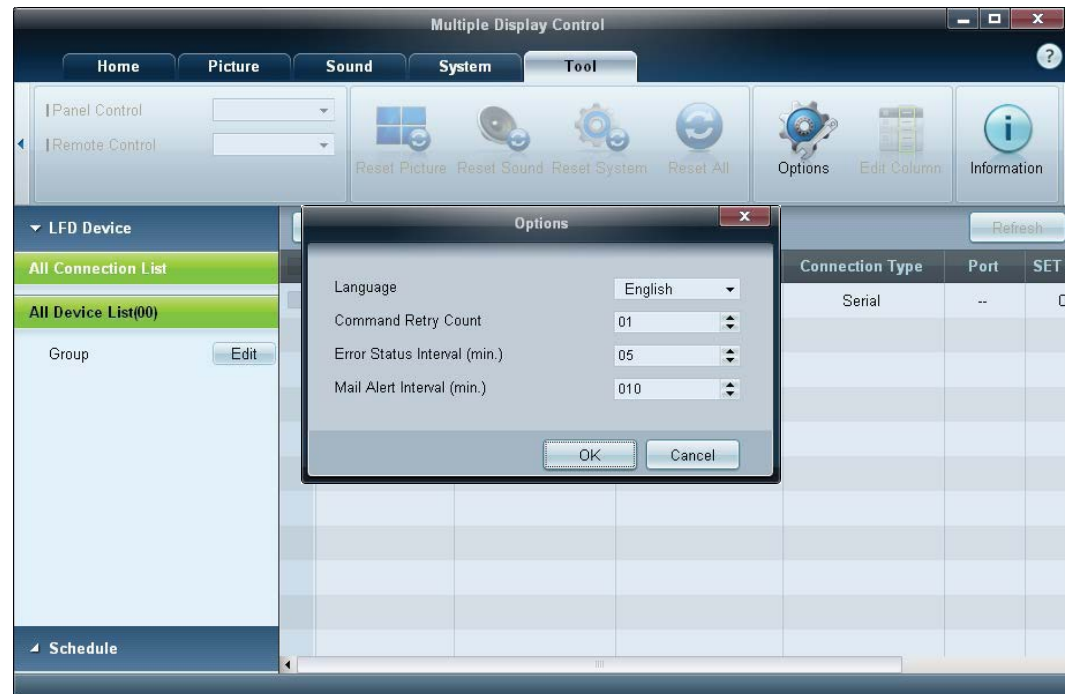 Multiple Display Control
Home Picture Sound System Tool
Panel Control
Remote Control
Reset Picture Reset Sound Reset System Reset All Options Edit Column Information
LFD Device
Refresh
All Connection List
Connection Type Port SET
All Device List(00)
Serial --
Group Edit
Options
Language English
Command Retry Count 01
Error Status Interval (min.) 05
Mail Alert Interval (min.) 010
OK Cancel
Schedule